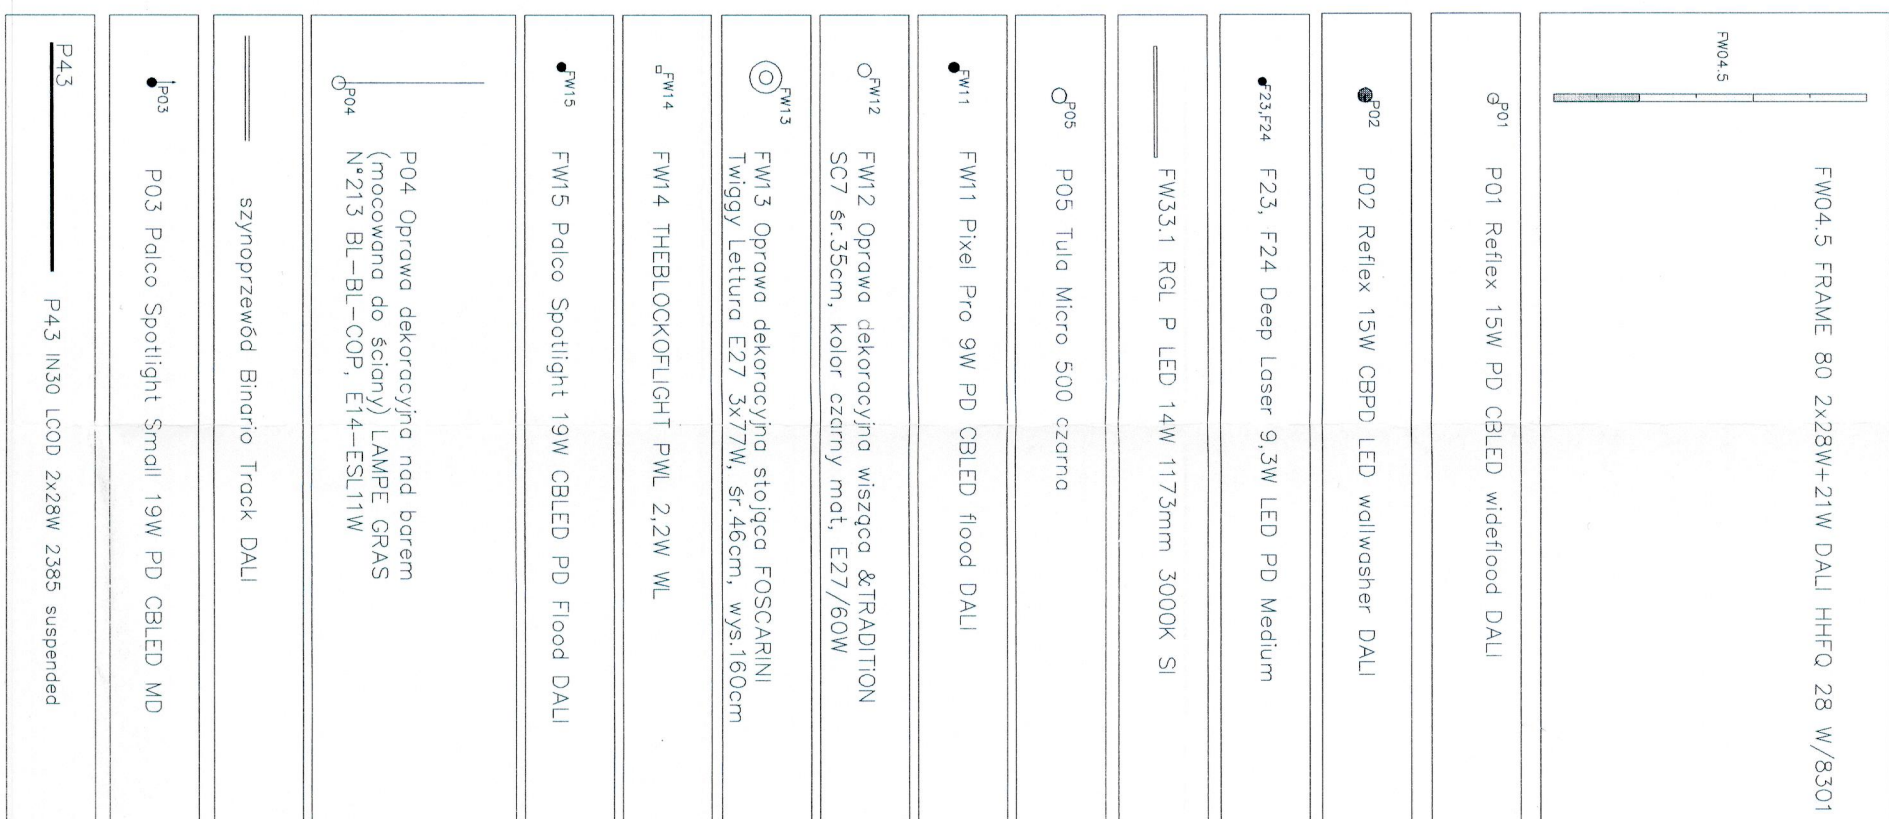 FW04.5
FW04.5 FRAME 80 2x28W+21W DALI HHFQ 28 W/8301
P01
P01 Reflex 15W PD CBLED wideflood DALI
P02
P02 Reflex 15W CBPD LED wallwasher DALI
F23,F24
F23, F24 Deep Laser 9,3W LED PD Medium
FW33.1 RGL P LED 14W 1173mm 3000K SI
P05
P05 Tula Micro 500 czarna
FW11
FW11 Pixel Pro 9W PD CBLED flood DALI
FW12
FW12 Oprawa dekoracyjna wisząca &TRADITiON
SC7 śr.35cm, kolor czarny mat, E27/60W
FW13
FW13 Oprawa dekoracyjna stojąca FOSCARINI
Twiggy Lettura E27 3x77W, śr.46cm, wys.160cm
FW14
FW14 THEBLOCKOFLIGHT PWL 2,2W WL
FW15
FW15 Palco Spotlight 19W CBLED PD Flood DALI
P04
P04 Oprawa dekoracyjna nad barem
(mocowana do ściany) LAMPE GRAS
N°213 BL-BL-COP, E14-ESL11W
szynoprzewód Binario Track DALI
P03
P03 Palco Spotlight Small 19W PD CBLED MD
P43
P43 IN30 LCOD 2x28W 2385 suspended